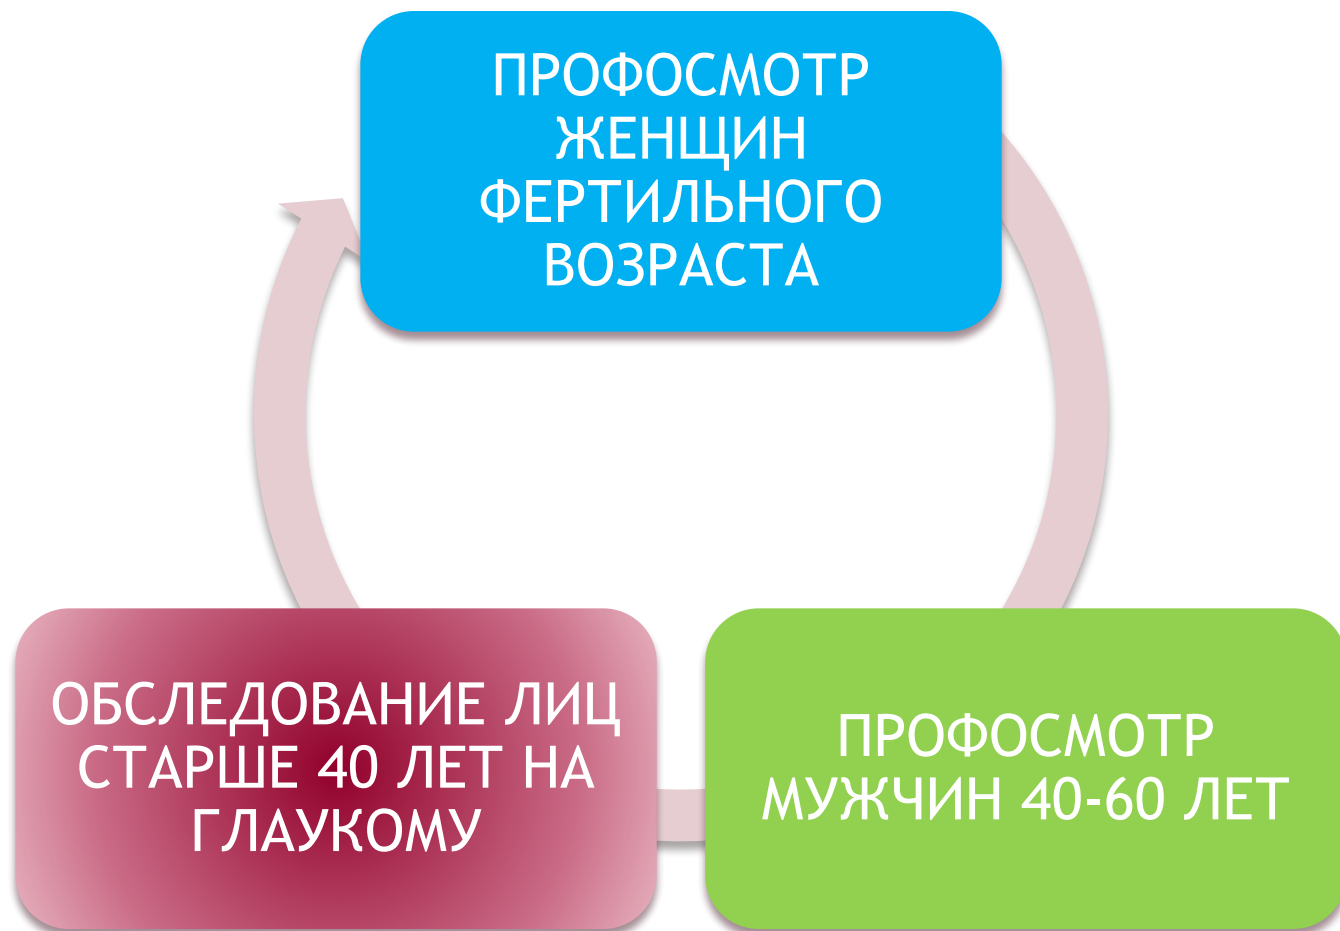 ПРОФОСМОТР
ЖЕНЩИН
ФЕРТИЛЬНОГО
ВОЗРАСТА
ОБСЛЕДОВАНИЕ ЛИЦ
СТАРШЕ 40 ЛЕТ НА
ГЛАУКОМУ
ПРОФОСМОТР
МУЖЧИН 40-60 ЛЕТ